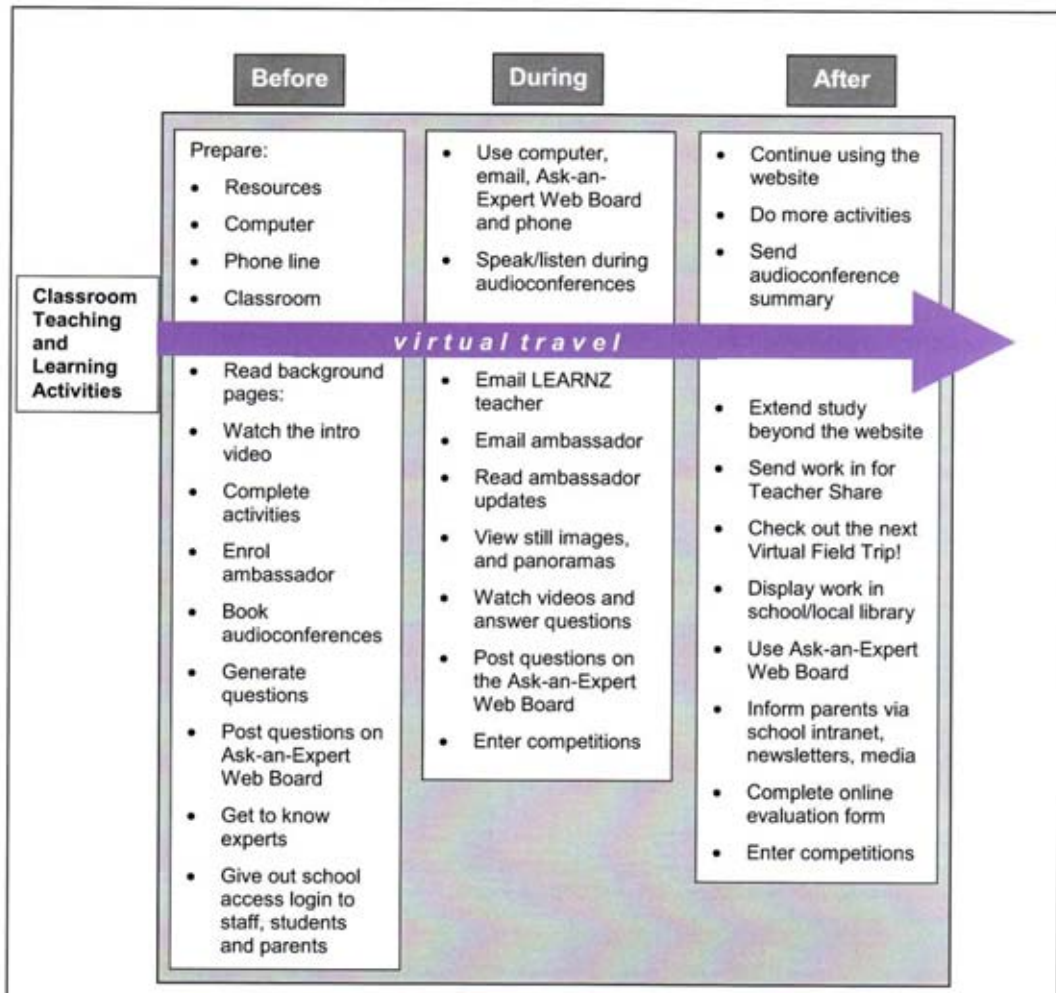 Before
During
After
Classroom
Teaching
and
Learning
Activities
virtual travel
Prepare:
• Resources
• Computer
• Phone line
• Classroom
• Read background
pages:
• Watch the intro
video
• Complete
activities
• Enrol
ambassador
• Book
audioconferences
• Generate
questions
• Post questions on
Ask-an-Expert
Web Board
• Get to know
experts
• Give out school
access login to
staff, students
and parents
• Use computer,
email, Ask-an-
Expert Web Board
and phone
• Speak/listen during
audioconferences
• Email LEARNZ
teacher
• Email ambassador
• Read ambassador
updates
• View still images,
and panoramas
• Watch videos and
answer questions
• Post questions on
the Ask-an-Expert
Web Board
• Enter competitions
• Continue using the
website
• Do more activities
• Send
audioconference
summary
• Extend study
beyond the website
• Send work in for
Teacher Share
• Check out the next
Virtual Field Trip!
• Display work in
school/local library
• Use Ask-an-Expert
Web Board
• Inform parents via
school intranet,
newsletters, media
• Complete online
evaluation form
• Enter competitions